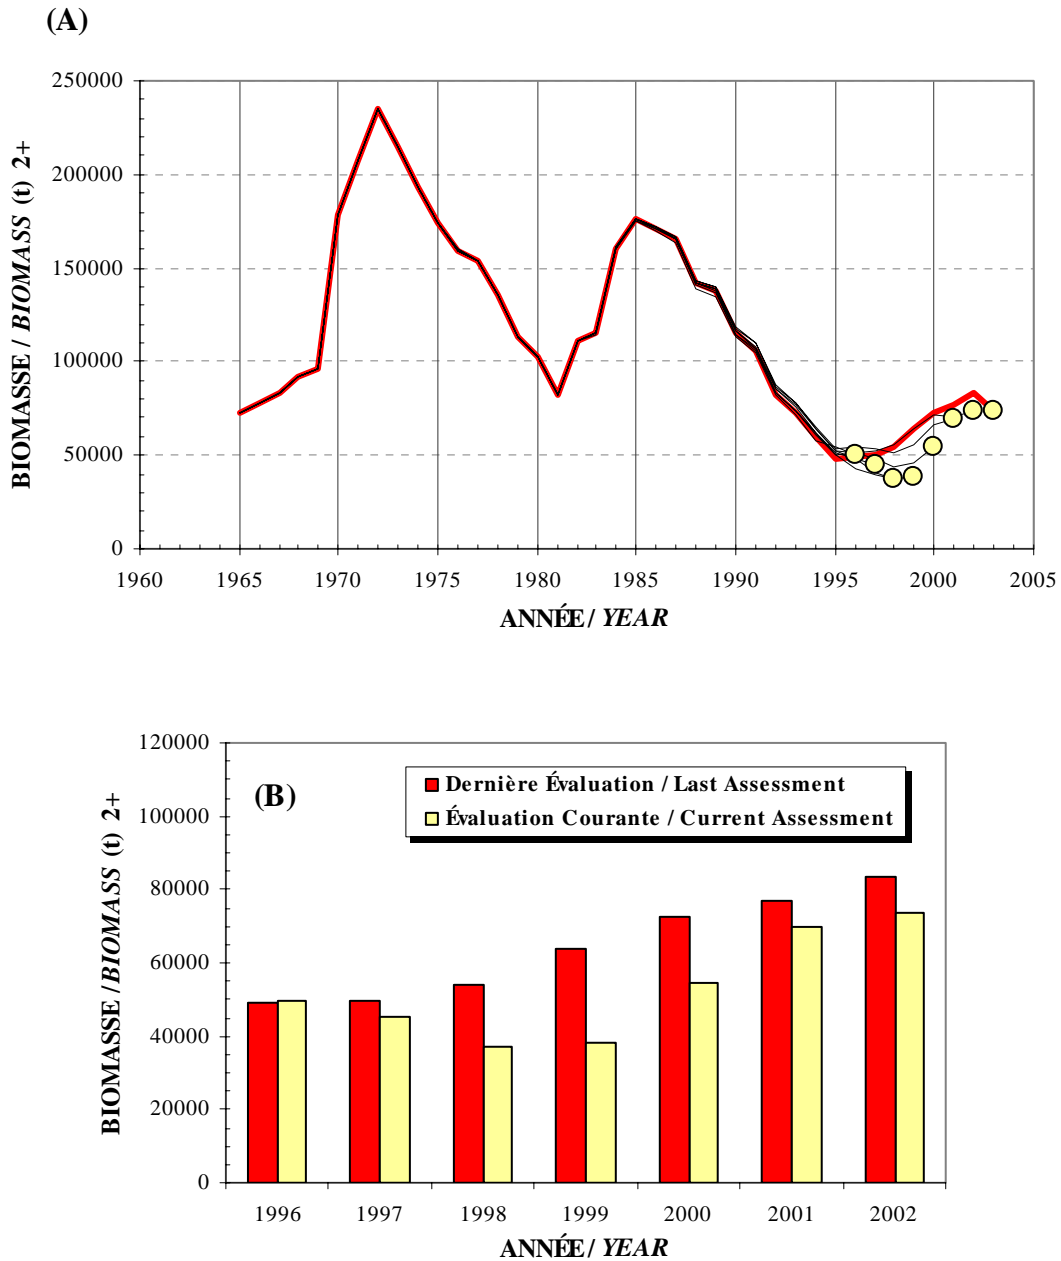 (A)
250000
200000
150000
100000
50000
0
BIOMASSE / BIOMASS (t) 2+
1960 1965 1970 1975 1980 1985 1990 1995 2000 2005
ANNÉE / YEAR
120000
100000
80000
60000
40000
20000
0
BIOMASSE / BIOMASS (t) 2+
(B)
Dernière Évaluation / Last Assessment
Évaluation Courante / Current Assessment
1996 1997 1998 1999 2000 2001 2002
ANNÉE / YEAR